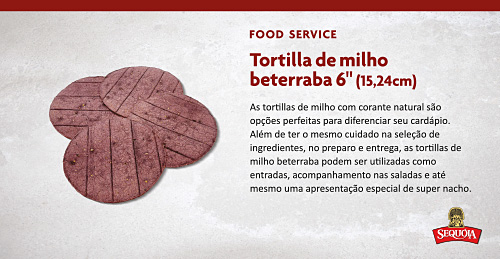 FOOD SERVICE
Tortilla de milho
beterraba 6" (15,24cm)
As tortillas de milho com corante natural são
opções perfeitas para diferenciar seu cardápio.
Além de ter o mesmo cuidado na seleção de
ingredientes, no preparo e entrega, as tortillas de
milho beterraba podem ser utilizadas como
entradas, acompanhamento nas saladas e até
mesmo uma apresentação especial de super nacho.
SEQUOIA